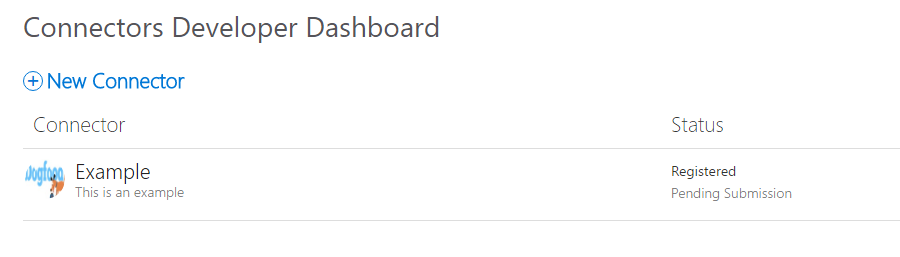 Connectors Developer Dashboard
New Connector
Connector Status
Example Registered
This is an example Pending Submission